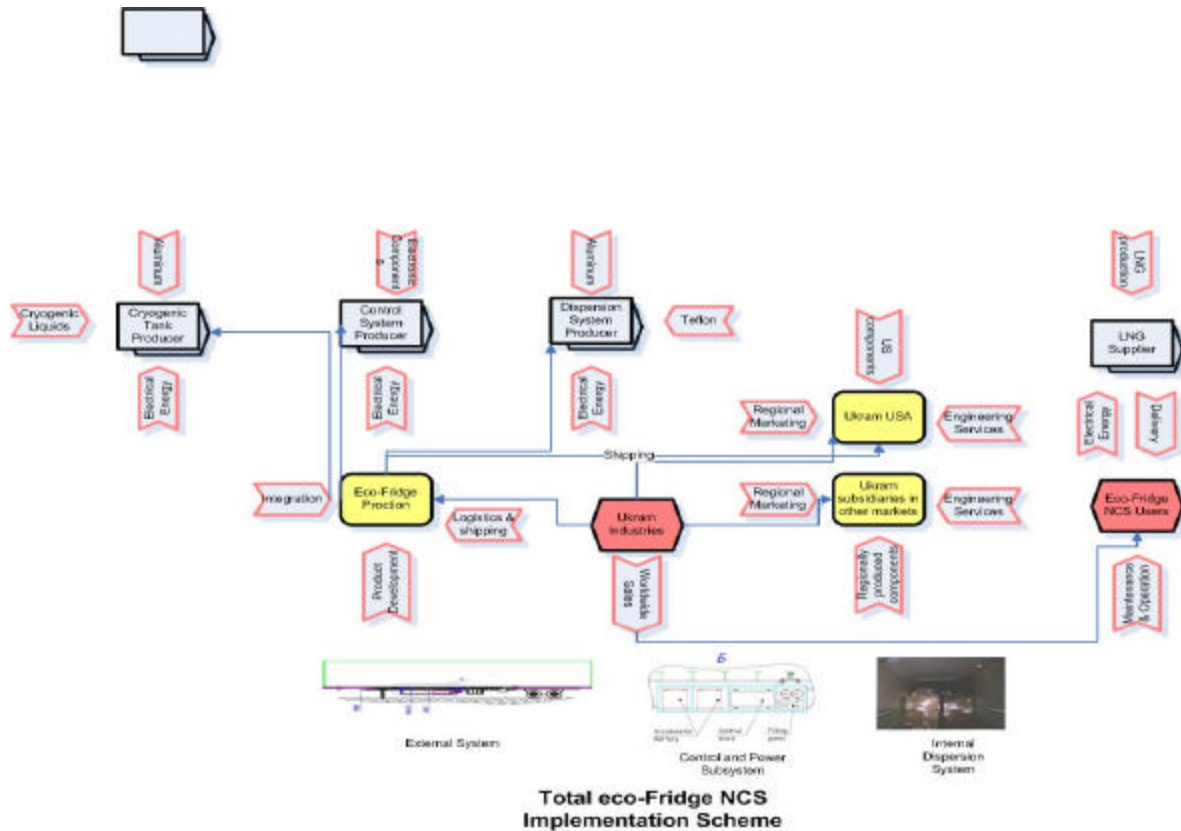 Aluminum
Electronic
Components
Aluminum
LNG
production
Cryogenic
Liquids
Cryogenic
Tank
Producer
Control
System
Producer
Dispersion
System
Producer
Teflon
LNG
Supplier
US
components
Electrical
Energy
Electrical
Energy
Electrical
Energy
Regional
Marketing
Ukram USA
Engineering
Services
Electrical
Energy
Delivery
Shipping
Integration
Eco-Fridge
Proction
Logistics &
shipping
Ukram
Industries
Regional
Marketing
Ukram
subsidiaries in
other markets
Engineering
Services
Eco-Fridge
NCS Users
Product
Development
Worldwide
Sales
Regionally
produced
components
Maintenance
& Operation
Б
External System
Control and Power
Subsystem
Internal
Dispersion
System
Total eco-Fridge NCS
Implementation Scheme